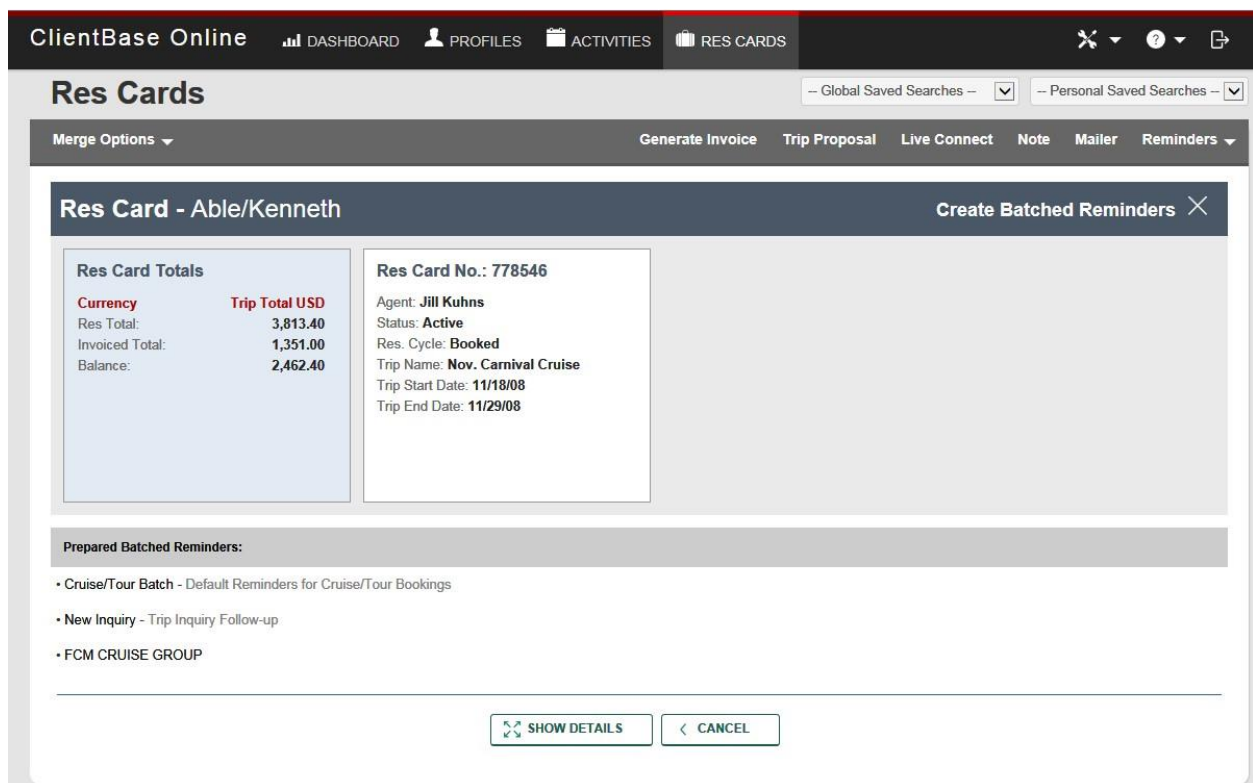 ClientBase Online DASHBOARD PROFILES ACTIVITIES RES CARDS
Res Cards -- Global Saved Searches -- -- Personal Saved Searches --
Merge Options Generate Invoice Trip Proposal Live Connect Note Mailer Reminders
Res Card - Able/Kenneth Create Batched Reminders
Res Card Totals
Currency Trip Total USD
Res Total: 3,813.40
Invoiced Total: 1,351.00
Balance: 2,462.40
Res Card No.: 778546
Agent: Jill Kuhns
Status: Active
Res. Cycle: Booked
Trip Name: Nov. Carnival Cruise
Trip Start Date: 11/18/08
Trip End Date: 11/29/08
Prepared Batched Reminders:
• Cruise/Tour Batch - Default Reminders for Cruise/Tour Bookings
• New Inquiry - Trip Inquiry Follow-up
• FCM CRUISE GROUP
SHOW DETAILS < CANCEL